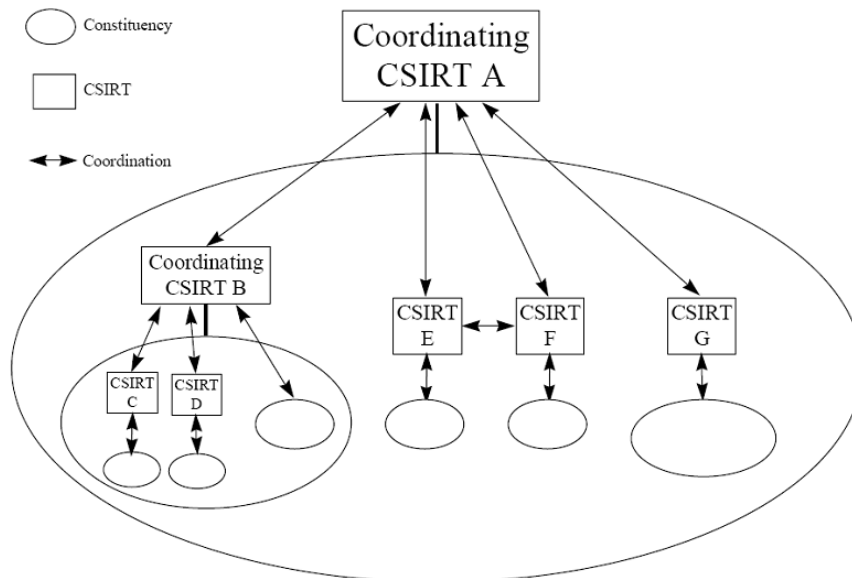 Constituency
CSIRT
Coordination
Coordinating
CSIRT A
Coordinating
CSIRT B
CSIRT
C
CSIRT
D
CSIRT
E
CSIRT
F
CSIRT
G